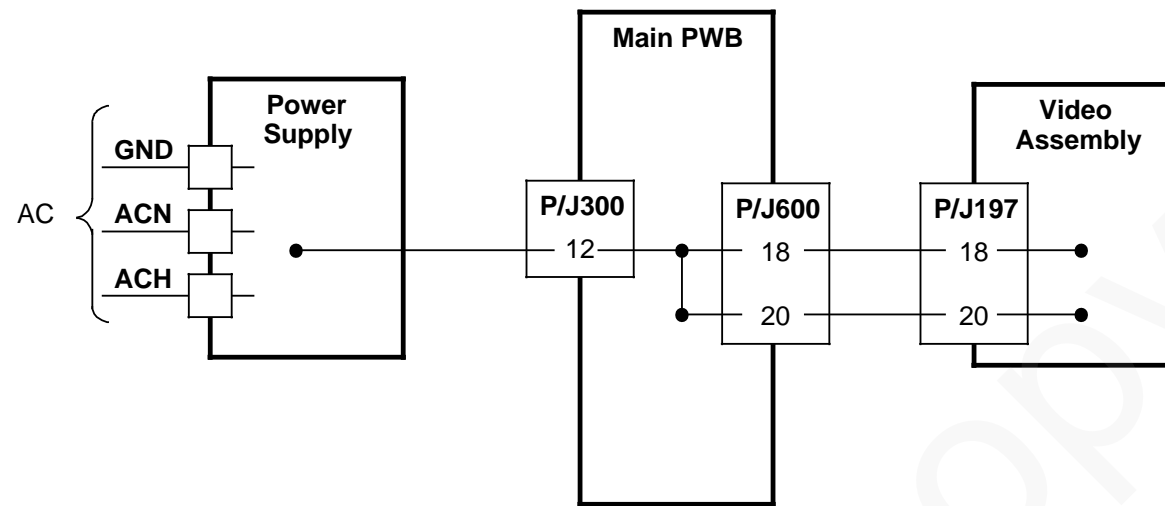 Main PWB
Power
Supply
Video
Assembly
GND
P/J300
P/J600
P/J197
AC
ACN
12
18
18
ACH
20
20